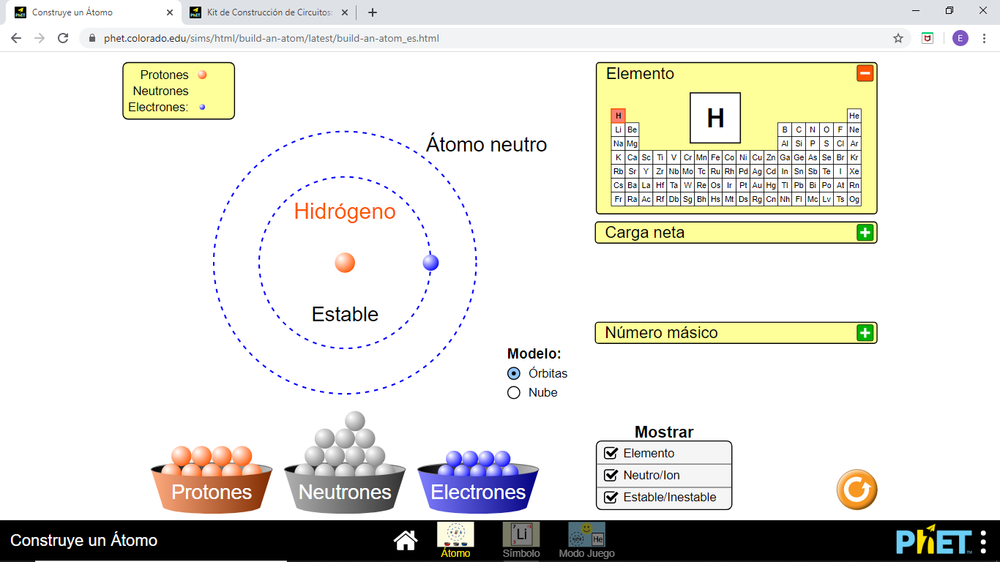 Construye un Átomo
Kit de Construcción de Circuitos:
phet.colorado.edu/sims/html/build-an-atom/latest/build-an-atom_es.html
E
Protones
Neutrones
Electrones:
Átomo neutro
Hidrógeno
Estable
Elemento
H
H He
Li Be B C N O F Ne
Na Mg Al Si P S Cl Ar
K Ca Sc Ti V Cr Mn Fe Co Ni Cu Zn Ga Ge As Se Br Kr
Rb Sr Y Zr Nb Mo Tc Ru Rh Pd Ag Cd In Sn Sb Te I Xe
Cs Ba La Hf Ta W Re Os Ir Pt Au Hg Tl Pb Bi Po At Rn
Fr Ra Ac Rf Db Sg Bh Hs Mt Ds Rg Cn Nh Fl Mc Lv Ts Og
Carga neta
Número másico
Modelo:
Órbitas
Nube
Mostrar
Elemento
Neutro/Ion
Estable/Inestable
Protones
Neutrones
Electrones
Construye un Átomo
Átomo
Símbolo
Modo Juego
7 +1
Li
3
He
PhET